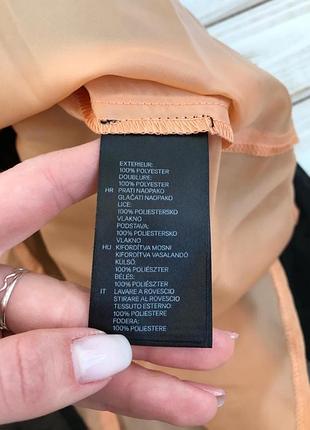 EXTERIEUR:
100% POLYESTER
DOUBLURE:
100% POLYESTER
HR PRATI NAOPAKO
GLAČATI NAOPAKO
LICE:
100% POLIESTERSKO
VLAKNO
PODSTAVA:
100% POLIESTERSKO
VLAKNO
HU KIFORDÍTVA MOSNI
KIFORDÍTVA VASALANDÓ
KÜLSŐ:
100% POLIÉSZTER
BÉLÉS:
100% POLIÉSZTER
IT LAVARE A ROVESCIO
STIRARE AL ROVESCIO
TESSUTO ESTERNO:
100% POLIESTERE
FODERA:
100% POLIESTERE